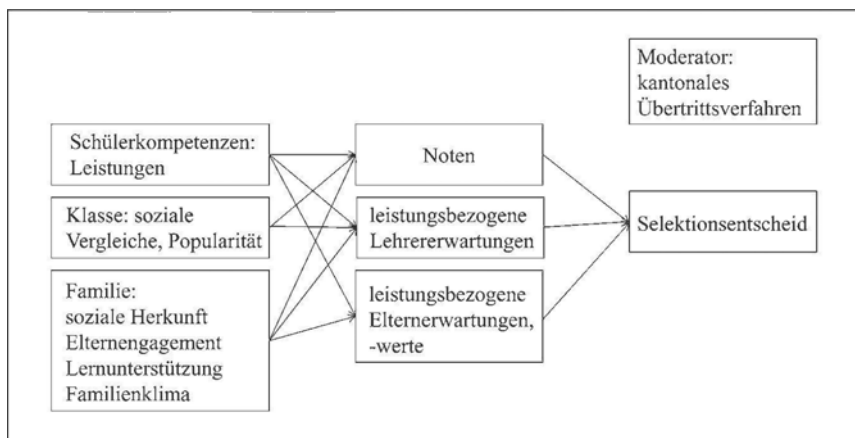 Moderator:
kantonales
Übertrittsverfahren
Schülerkompetenzen:
Leistungen
Klasse: soziale
Vergleiche, Popularität
Familie:
soziale Herkunft
Elternengagement
Lernunterstützung
Familienklima
Noten
leistungsbezogene
Lehrererwartungen
leistungsbezogene
Elternerwartungen,
-werte
Selektionsentscheid